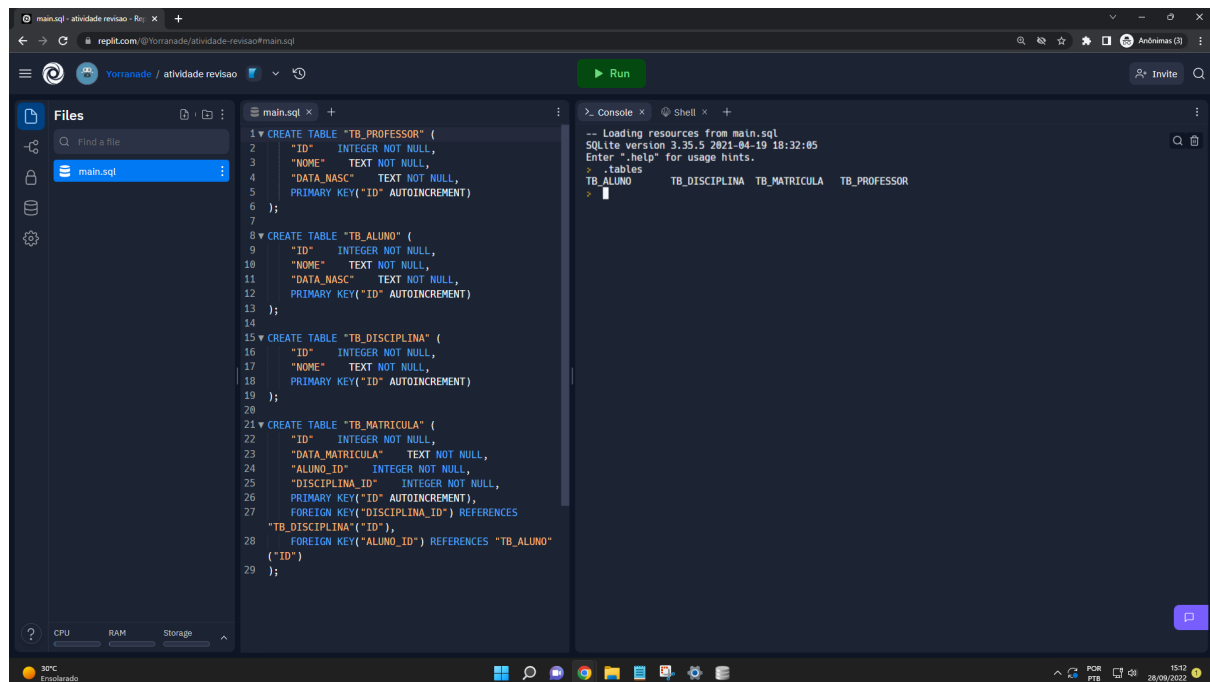 main.sql - atividade revisao - Rep
replit.com/@Yorranade/atividade-revisao#main.sql
Anônimas (3)
Yorranade / atividade revisao
Run
Invite
Files
Find a file
main.sql
main.sql
1 CREATE TABLE "TB_PROFESSOR" (
2 "ID" INTEGER NOT NULL,
3 "NOME" TEXT NOT NULL,
4 "DATA_NASC" TEXT NOT NULL,
5 PRIMARY KEY("ID" AUTOINCREMENT)
6 );
7
8 CREATE TABLE "TB_ALUNO" (
9 "ID" INTEGER NOT NULL,
10 "NOME" TEXT NOT NULL,
11 "DATA_NASC" TEXT NOT NULL,
12 PRIMARY KEY("ID" AUTOINCREMENT)
13 );
14
15 CREATE TABLE "TB_DISCIPLINA" (
16 "ID" INTEGER NOT NULL,
17 "NOME" TEXT NOT NULL,
18 PRIMARY KEY("ID" AUTOINCREMENT)
19 );
20
21 CREATE TABLE "TB_MATRICULA" (
22 "ID" INTEGER NOT NULL,
23 "DATA_MATRICULA" TEXT NOT NULL,
24 "ALUNO_ID" INTEGER NOT NULL,
25 "DISCIPLINA_ID" INTEGER NOT NULL,
26 PRIMARY KEY("ID" AUTOINCREMENT),
27 FOREIGN KEY("DISCIPLINA_ID") REFERENCES
"TB_DISCIPLINA"("ID"),
28 FOREIGN KEY("ALUNO_ID") REFERENCES "TB_ALUNO"
("ID")
29 );
>_ Console
Shell
-- Loading resources from main.sql
SQLite version 3.35.5 2021-04-19 18:32:05
Enter ".help" for usage hints.
> .tables
TB_ALUNO TB_DISCIPLINA TB_MATRICULA TB_PROFESSOR
>
?
CPU RAM Storage
30°C
Ensolarado
POR
PTB
15:12
28/09/2022
1